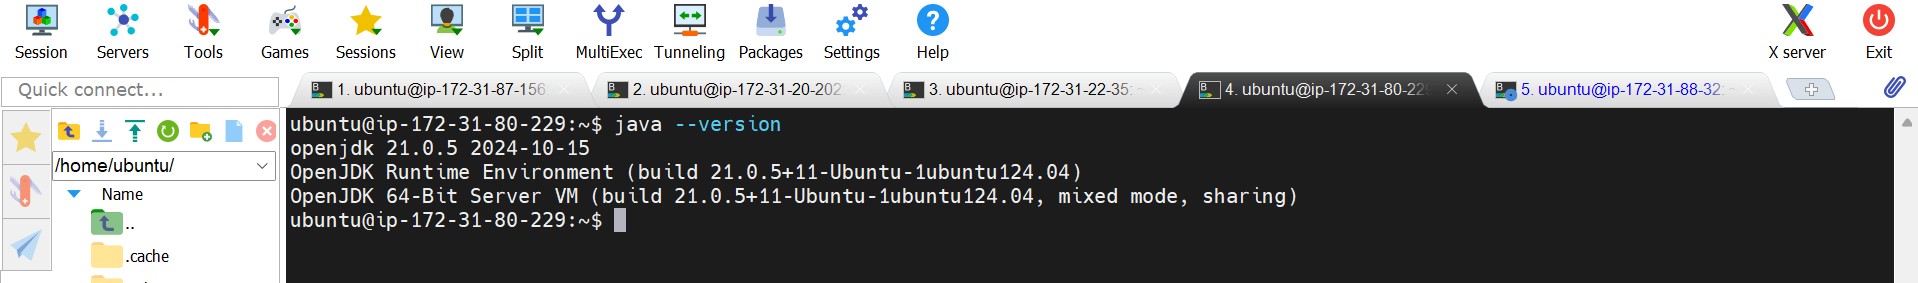 Session Servers Tools Games Sessions View Split MultiExec Tunneling Packages Settings Help X server Exit
Quick connect...
1. ubuntu@ip-172-31-87-156 2. ubuntu@ip-172-31-20-202 3. ubuntu@ip-172-31-22-35: 4. ubuntu@ip-172-31-80-229 5. ubuntu@ip-172-31-88-32: ~
/home/ubuntu/
Name
..
.cache
ubuntu@ip-172-31-80-229:~$ java --version
openjdk 21.0.5 2024-10-15
OpenJDK Runtime Environment (build 21.0.5+11-Ubuntu-1ubuntu124.04)
OpenJDK 64-Bit Server VM (build 21.0.5+11-Ubuntu-1ubuntu124.04, mixed mode, sharing)
ubuntu@ip-172-31-80-229:~$